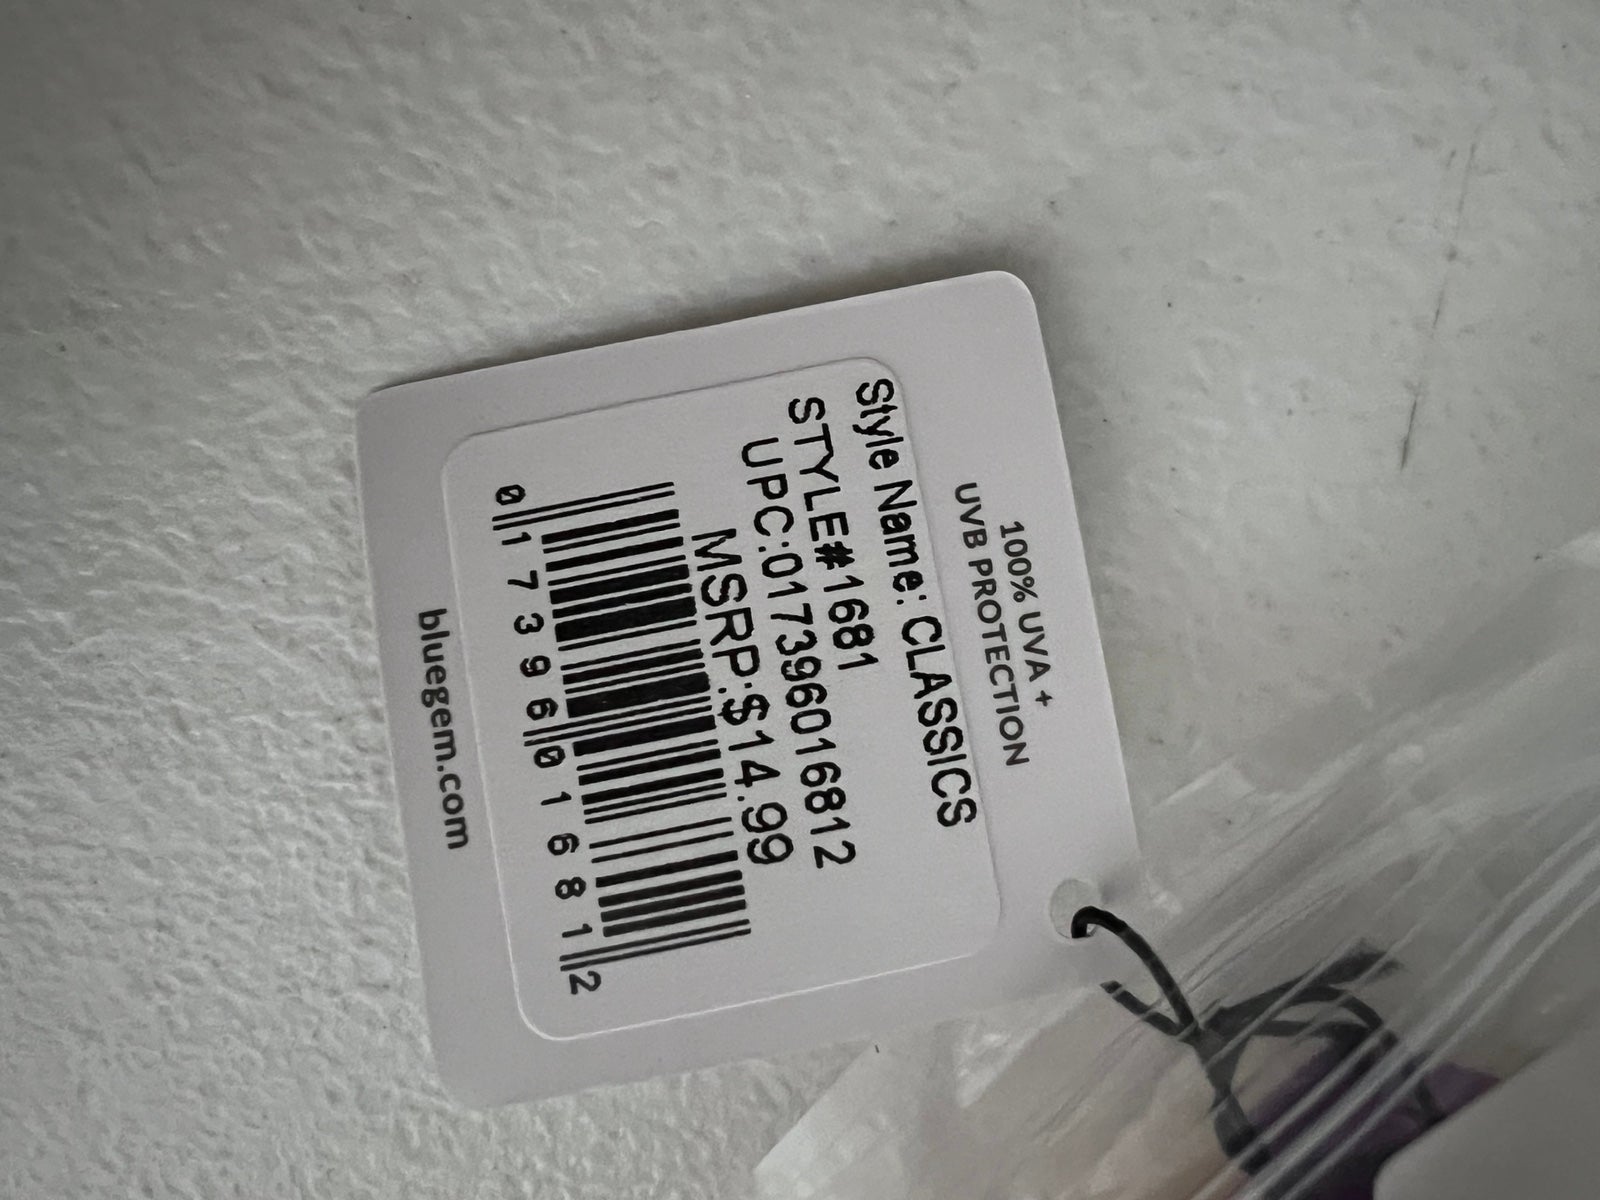 100% UVA +
UVB PROTECTION
Style Name: CLASSICS
STYLE#1681
UPC:017396016812
MSRP:$14.99
0 17396 01681 2
bluegem.com